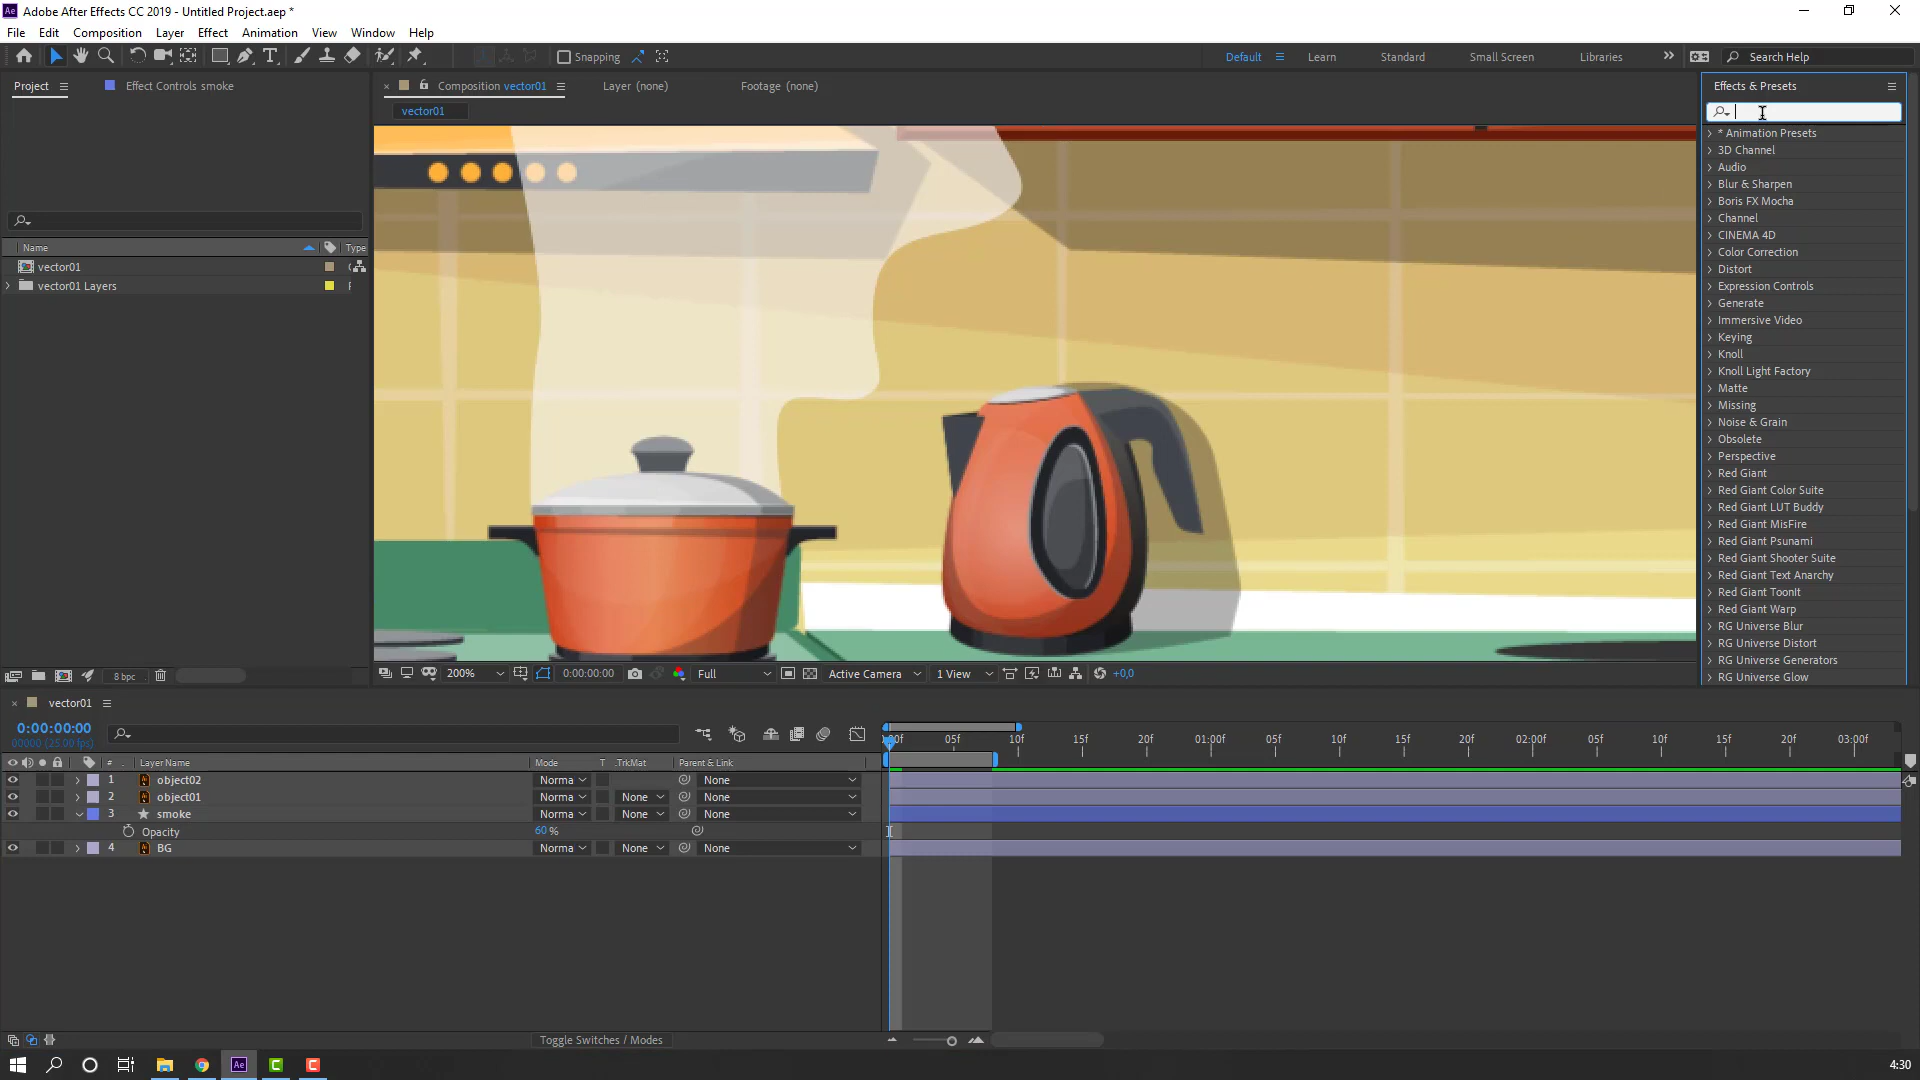 Ae Adobe After Effects CC 2019 - Untitled Project.aep *
File Edit Composition Layer Effect Animation View Window Help
Snapping Default Learn Standard Small Screen Libraries Search Help
Project Effect Controls smoke Composition vector01 Layer (none) Footage (none) Effects & Presets
vector01
* Animation Presets
3D Channel
Audio
Blur & Sharpen
Boris FX Mocha
Channel
CINEMA 4D
Color Correction
Distort
Expression Controls
Generate
Immersive Video
Keying
Knoll
Knoll Light Factory
Matte
Missing
Noise & Grain
Obsolete
Perspective
Red Giant
Red Giant Color Suite
Red Giant LUT Buddy
Red Giant MisFire
Red Giant Psunami
Red Giant Shooter Suite
Red Giant Text Anarchy
Red Giant ToonIt
Red Giant Warp
RG Universe Blur
RG Universe Distort
RG Universe Generators
RG Universe Glow
Name Type
vector01
vector01 Layers
8 bpc 200% 0:00:00:00 Full Active Camera 1 View +0,0
vector01
0:00:00:00
00000 (25.00 fps)
:00f 05f 10f 15f 20f 01:00f 05f 10f 15f 20f 02:00f 05f 10f 15f 20f 03:00f
# Layer Name Mode T .TrkMat Parent & Link
1 object02 Norma None
2 object01 Norma None None
3 smoke Norma None None
Opacity 60 %
4 BG Norma None None
Toggle Switches / Modes
Ae C C 4:30